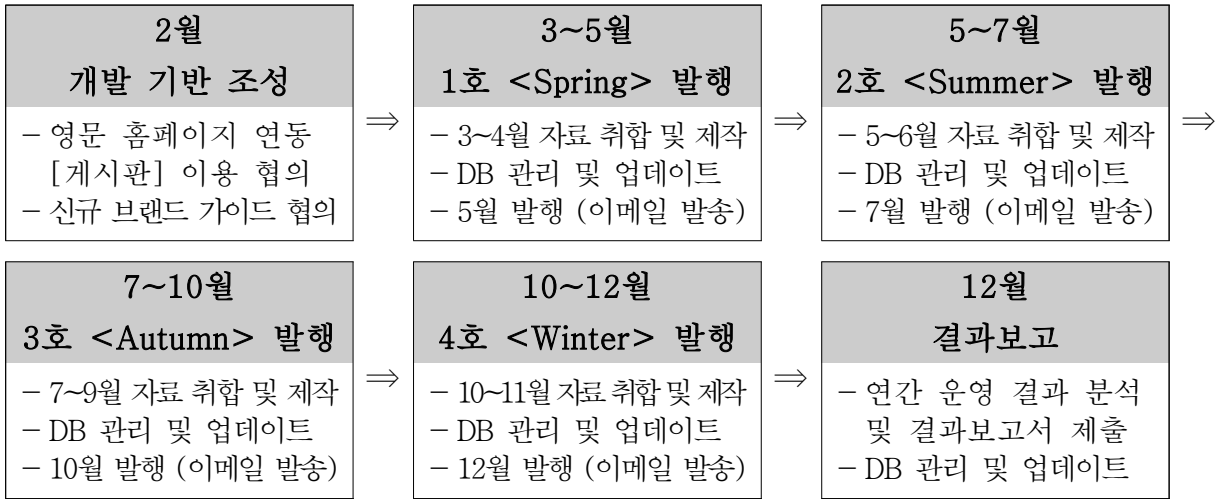 2월
개발 기반 조성
- 영문 홈페이지 연동
[게시판] 이용 협의
- 신규 브랜드 가이드 협의
⇒
3~5월
1호 <Spring> 발행
- 3~4월 자료 취합 및 제작
- DB 관리 및 업데이트
- 5월 발행 (이메일 발송)
⇒
5~7월
2호 <Summer> 발행
- 5~6월 자료 취합 및 제작
- DB 관리 및 업데이트
- 7월 발행 (이메일 발송)
⇒
7~10월
3호 <Autumn> 발행
- 7~9월 자료 취합 및 제작
- DB 관리 및 업데이트
- 10월 발행 (이메일 발송)
⇒
10~12월
4호 <Winter> 발행
- 10~11월 자료 취합 및 제작
- DB 관리 및 업데이트
- 12월 발행 (이메일 발송)
⇒
12월
결과보고
- 연간 운영 결과 분석
및 결과보고서 제출
- DB 관리 및 업데이트